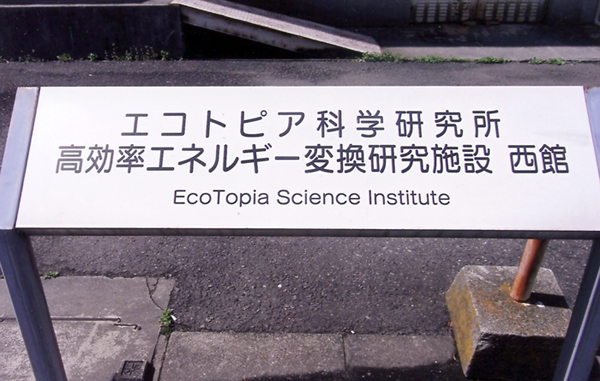 エコトピア科学研究所
高効率エネルギー変換研究施設 西館
EcoTopia Science Institute